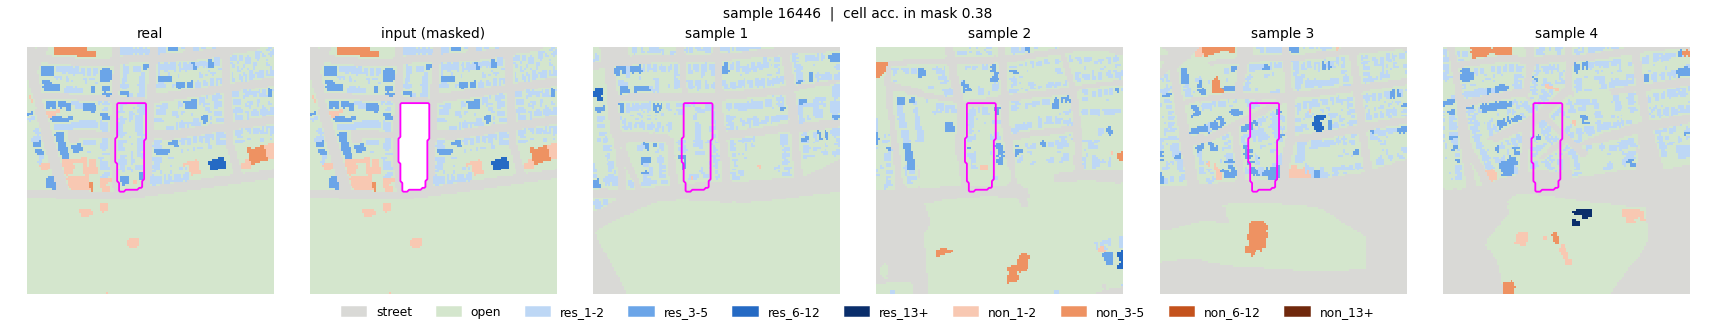 sample 16446 | cell acc. in mask 0.38
real
input (masked)
sample 1
sample 2
sample 3
sample 4
street
open
res_1-2
res_3-5
res_6-12
res_13+
non_1-2
non_3-5
non_6-12
non_13+